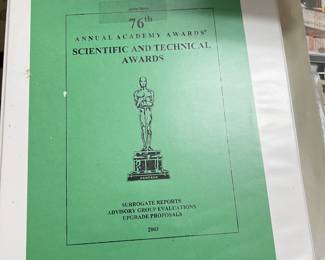 76th
ANNUAL ACADEMY AWARDS®
SCIENTIFIC AND TECHNICAL
AWARDS
SURROGATE REPORTS
ADVISORY GROUP EVALUATIONS
UPGRADE PROPOSALS
2003